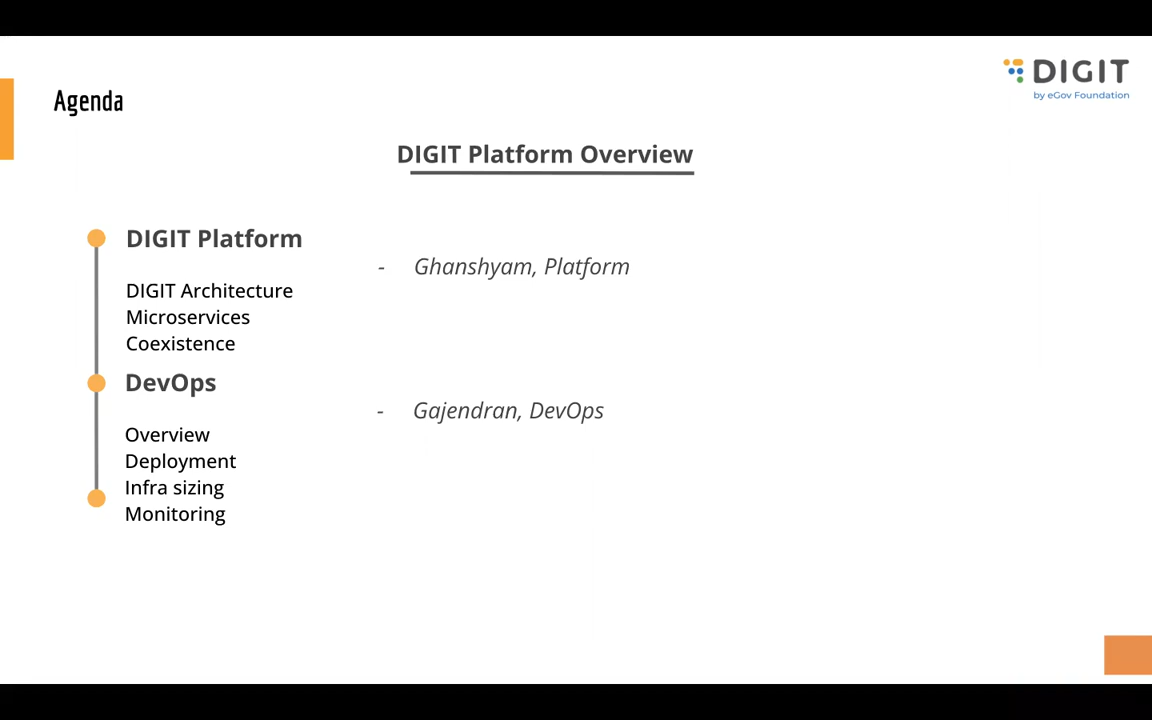 DIGIT
by eGov Foundation
Agenda
DIGIT Platform Overview
DIGIT Platform
- Ghanshyam, Platform
DIGIT Architecture
Microservices
Coexistence
DevOps
- Gajendran, DevOps
Overview
Deployment
Infra sizing
Monitoring